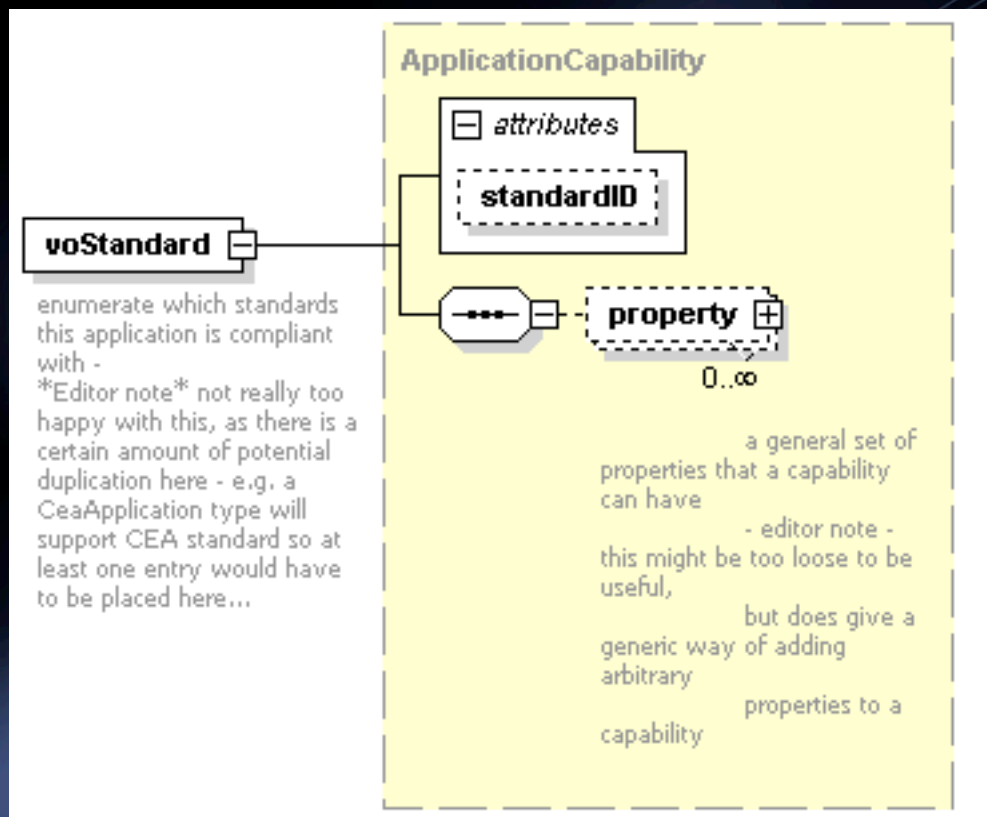 ApplicationCapability
attributes
standardID
voStandard
enumerate which standards
this application is compliant
with -
*Editor note* not really too
happy with this, as there is a
certain amount of potential
duplication here - e.g. a
CeaApplication type will
support CEA standard so at
least one entry would have
to be placed here...
property
0..∞
a general set of
properties that a capability
can have
- editor note -
this might be too loose to be
useful,
but does give a
generic way of adding
arbitrary
properties to a
capability